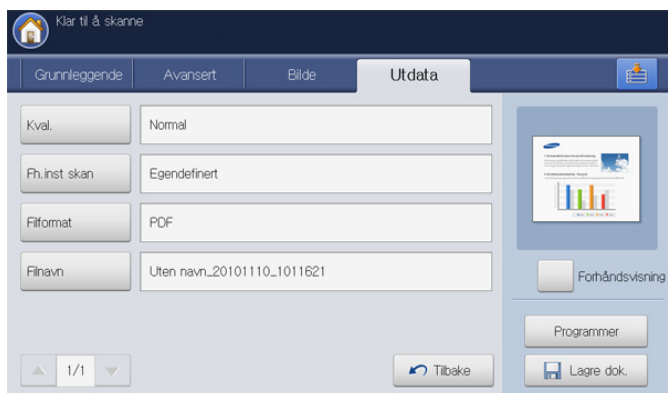 Klar til å skanne
Grunnleggende
Avansert
Bilde
Utdata
Kval.
Normal
Fh.inst skan
Egendefinert
Filformat
PDF
Filnavn
Uten navn_20101110_1011621
Forhåndsvisning
Programmer
1/1
Tilbake
Lagre dok.